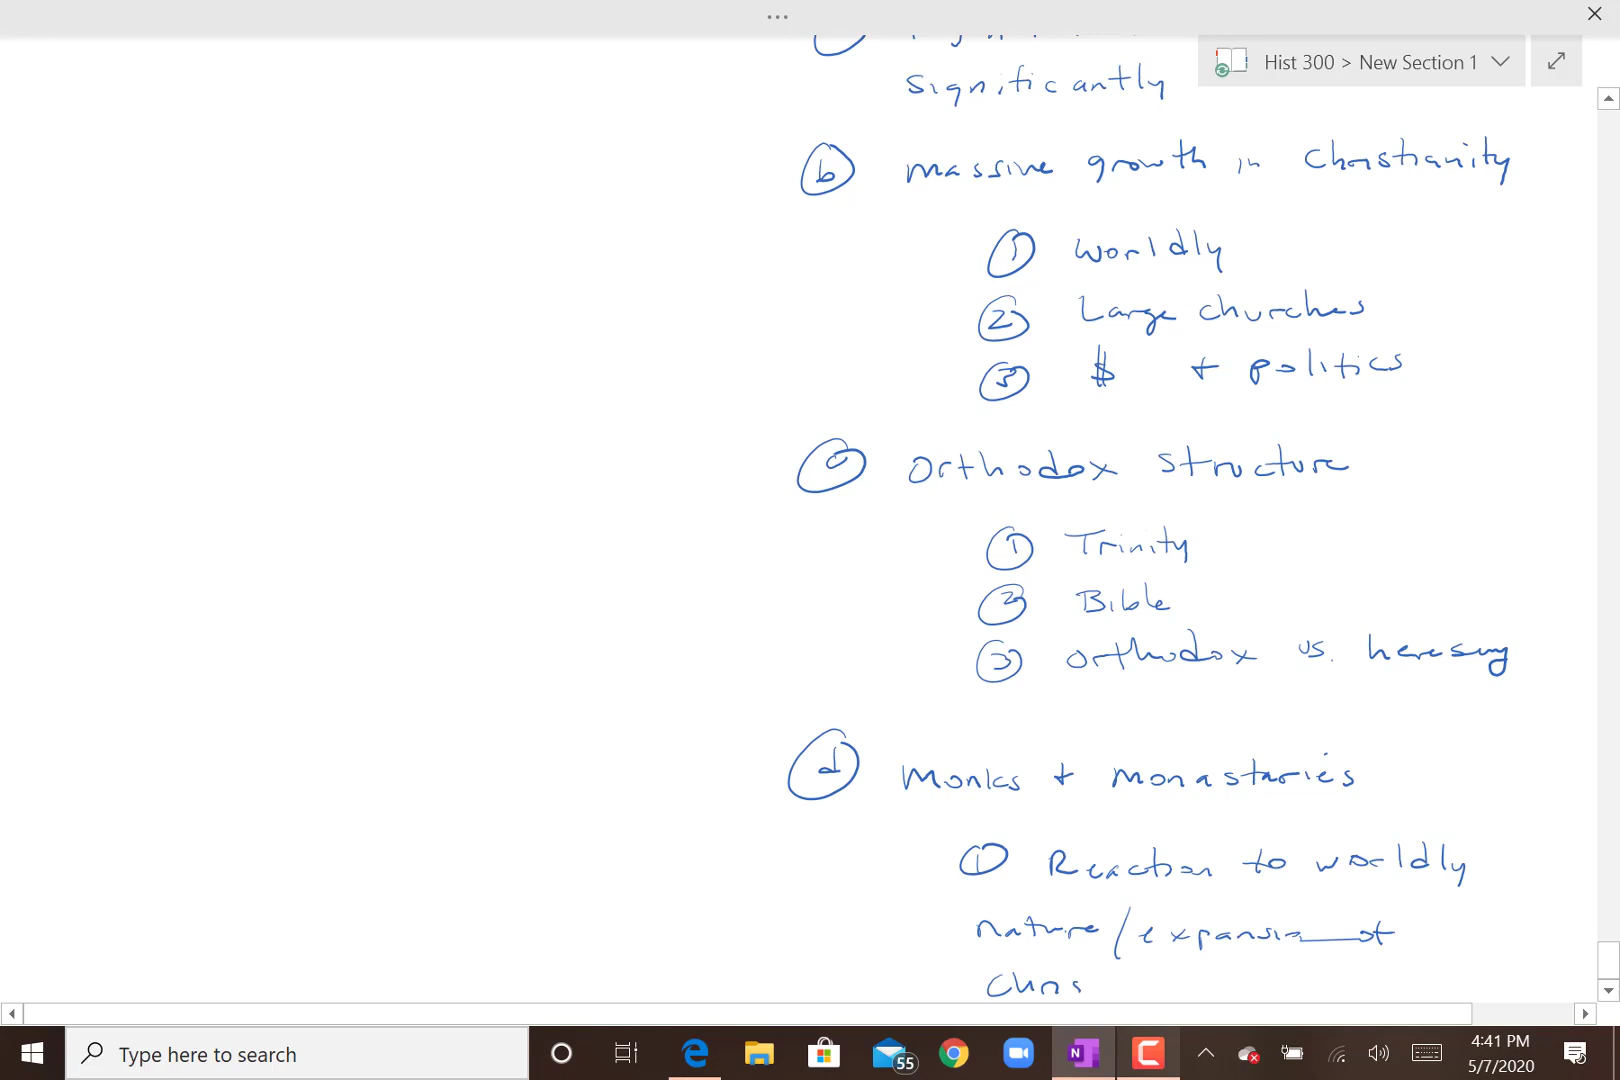 Significantly
Hist 300 > New Section 1
b massive growth in Christianity
1 worldly
2 Large churches
3 $ + politics
c Orthodox structure
1 Trinity
2 Bible
3 orthodox vs. heresy
d Monks + monastaries
1 Reaction to worldly
nature/expansion of
Chris
Type here to search
55
4:41 PM
5/7/2020